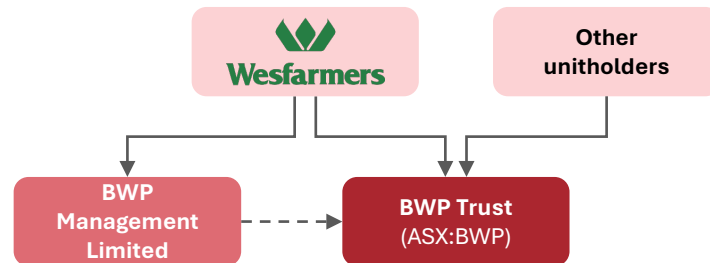 Wesfarmers
Other
unitholders
BWP
Management
Limited
BWP Trust
(ASX:BWP)